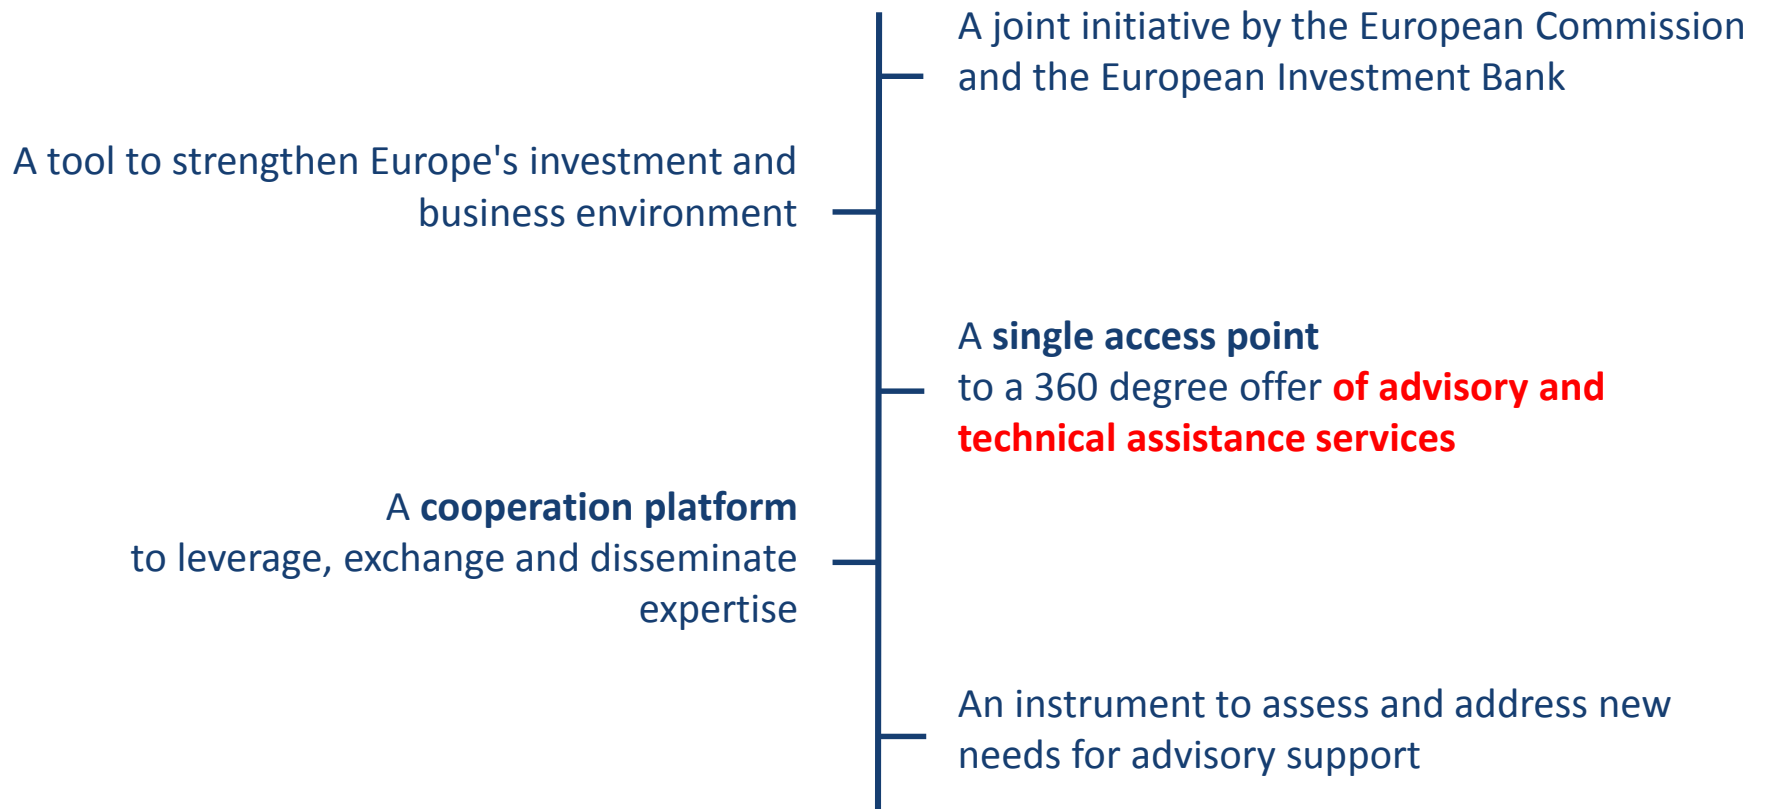 A joint initiative by the European Commission
and the European Investment Bank
A tool to strengthen Europe's investment and
business environment
A single access point
to a 360 degree offer of advisory and
technical assistance services
A cooperation platform
to leverage, exchange and disseminate
expertise
An instrument to assess and address new
needs for advisory support